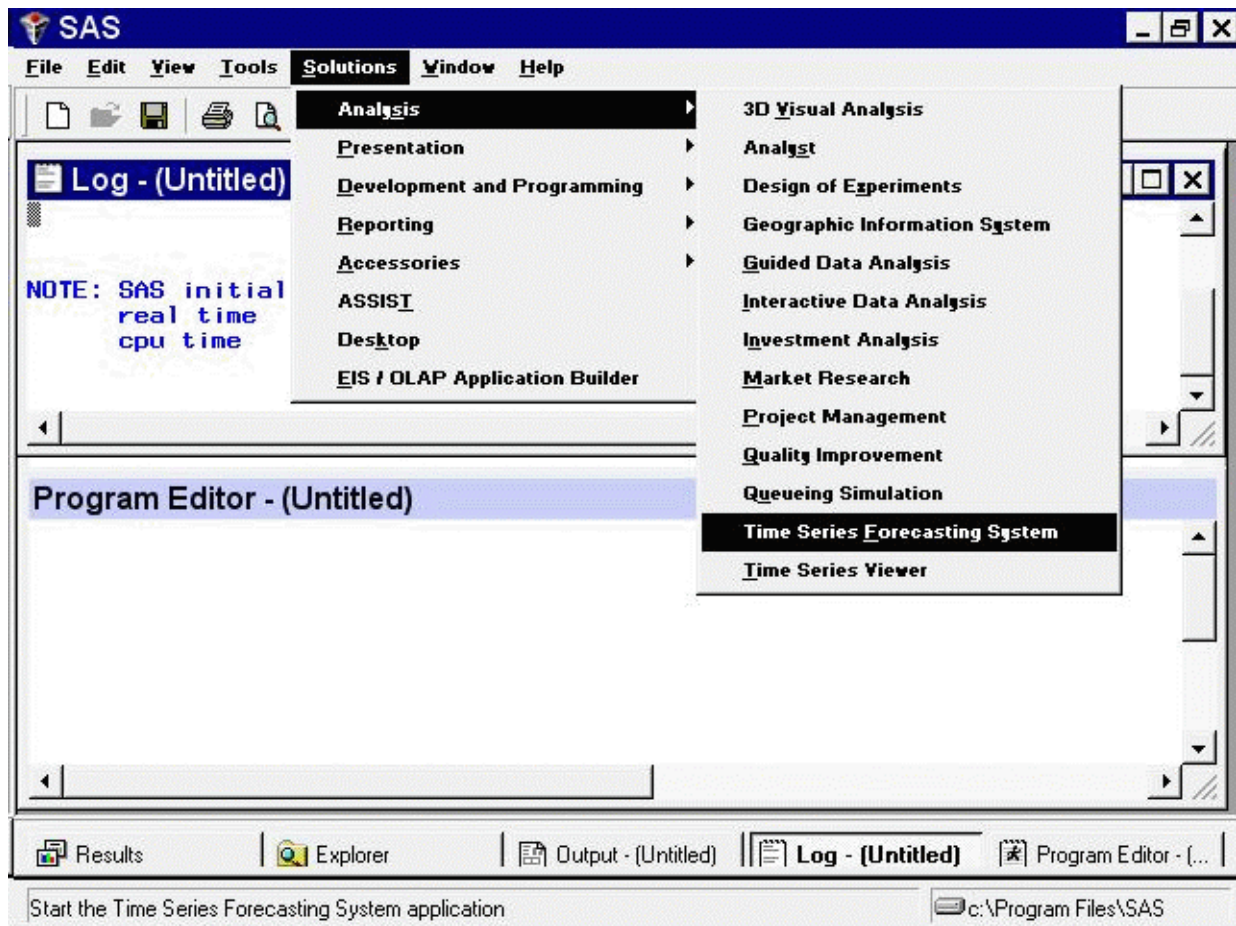 SAS
File Edit View Tools Solutions Window Help
Analysis
Presentation
Development and Programming
Reporting
Accessories
ASSIST
Desktop
EIS / OLAP Application Builder
3D Visual Analysis
Analyst
Design of Experiments
Geographic Information System
Guided Data Analysis
Interactive Data Analysis
Investment Analysis
Market Research
Project Management
Quality Improvement
Queueing Simulation
Time Series Forecasting System
Time Series Viewer
Log - (Untitled)
NOTE: SAS initial
real time
cpu time
Program Editor - (Untitled)
Results Explorer Output - (Untitled) Log - (Untitled) Program Editor - (...
Start the Time Series Forecasting System application c:\Program Files\SAS